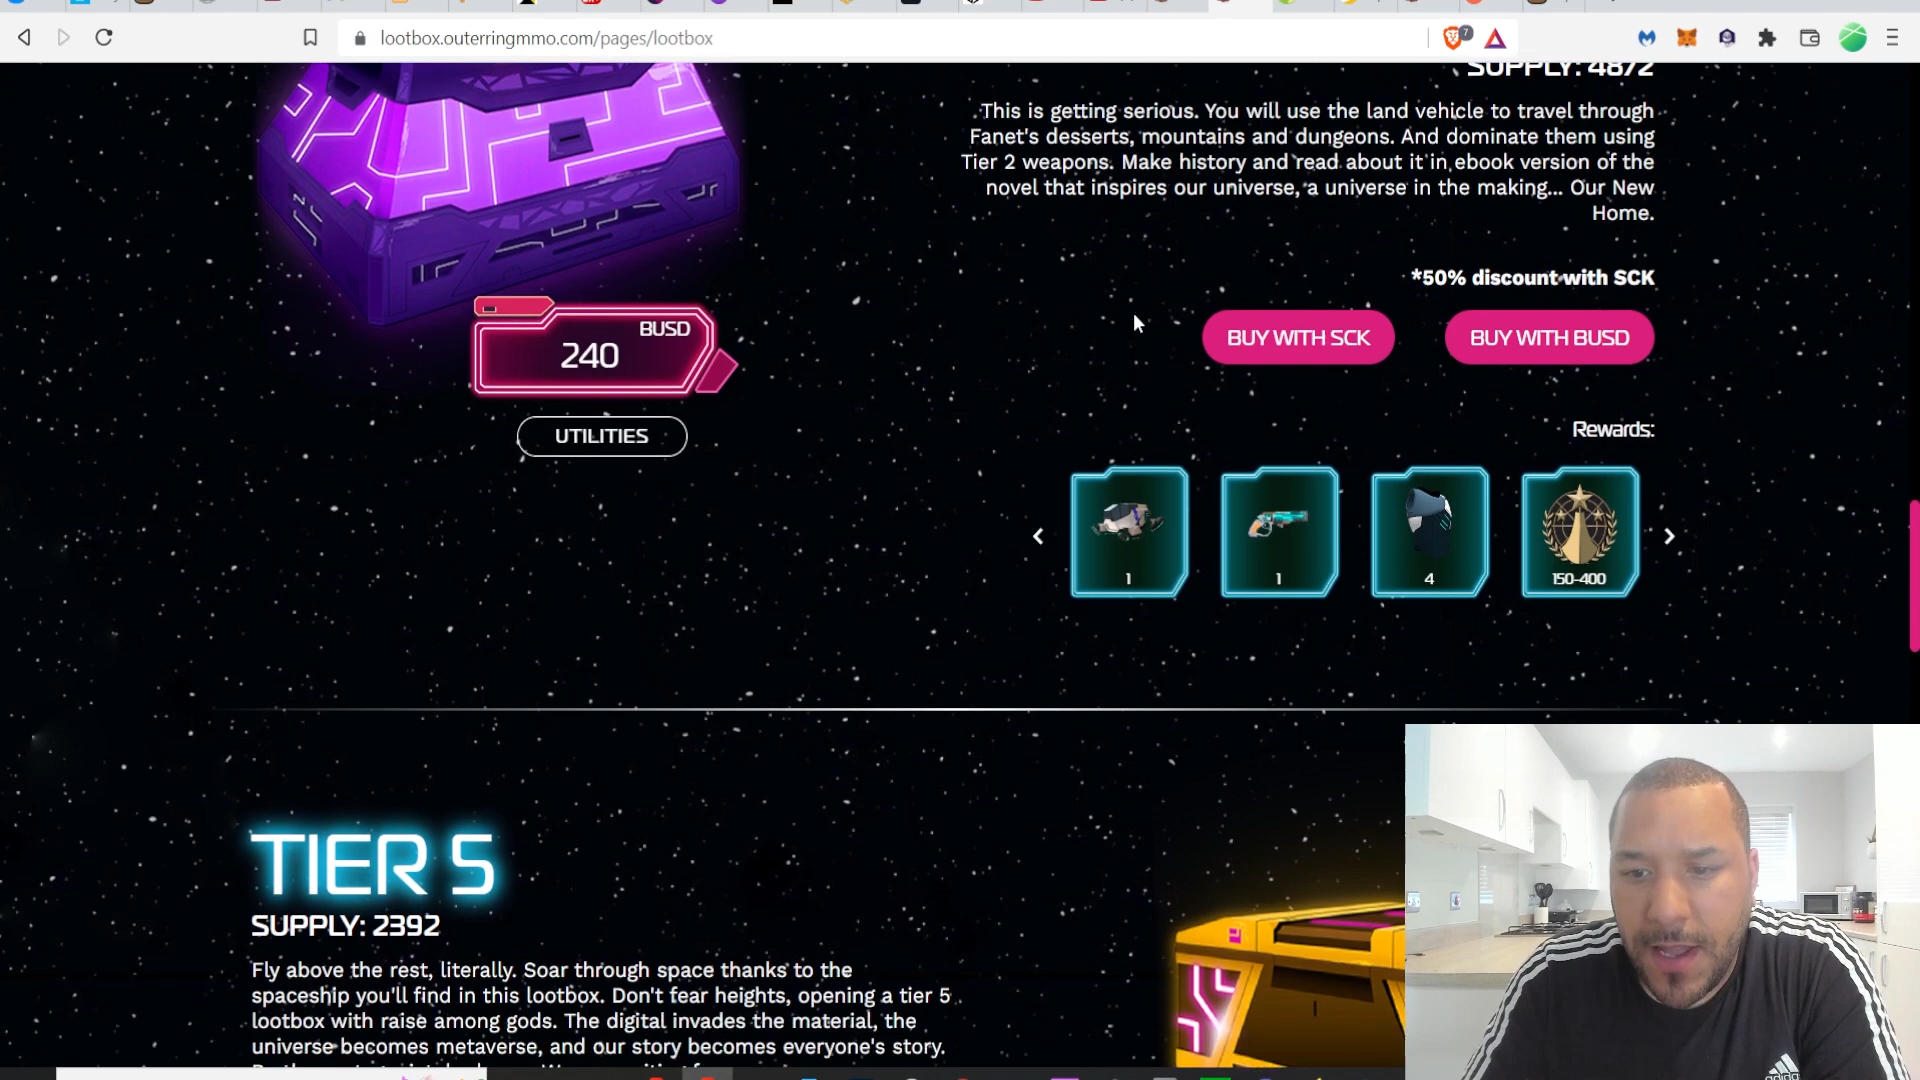 lootbox.outerringmmo.com/pages/lootbox
7
SUPPLY: 4872
This is getting serious. You will use the land vehicle to travel through
Fanet's desserts, mountains and dungeons. And dominate them using
Tier 2 weapons. Make history and read about it in ebook version of the
novel that inspires our universe, a universe in the making... Our New
Home.
*50% discount with SCK
BUY WITH SCK
BUY WITH BUSD
BUSD
240
UTILITIES
Rewards:
1
1
4
150-400
TIER 5
SUPPLY: 2392
Fly above the rest, literally. Soar through space thanks to the
spaceship you'll find in this lootbox. Don't fear heights, opening a tier 5
lootbox with raise among gods. The digital invades the material, the
universe becomes metaverse, and our story becomes everyone's story.
adidas